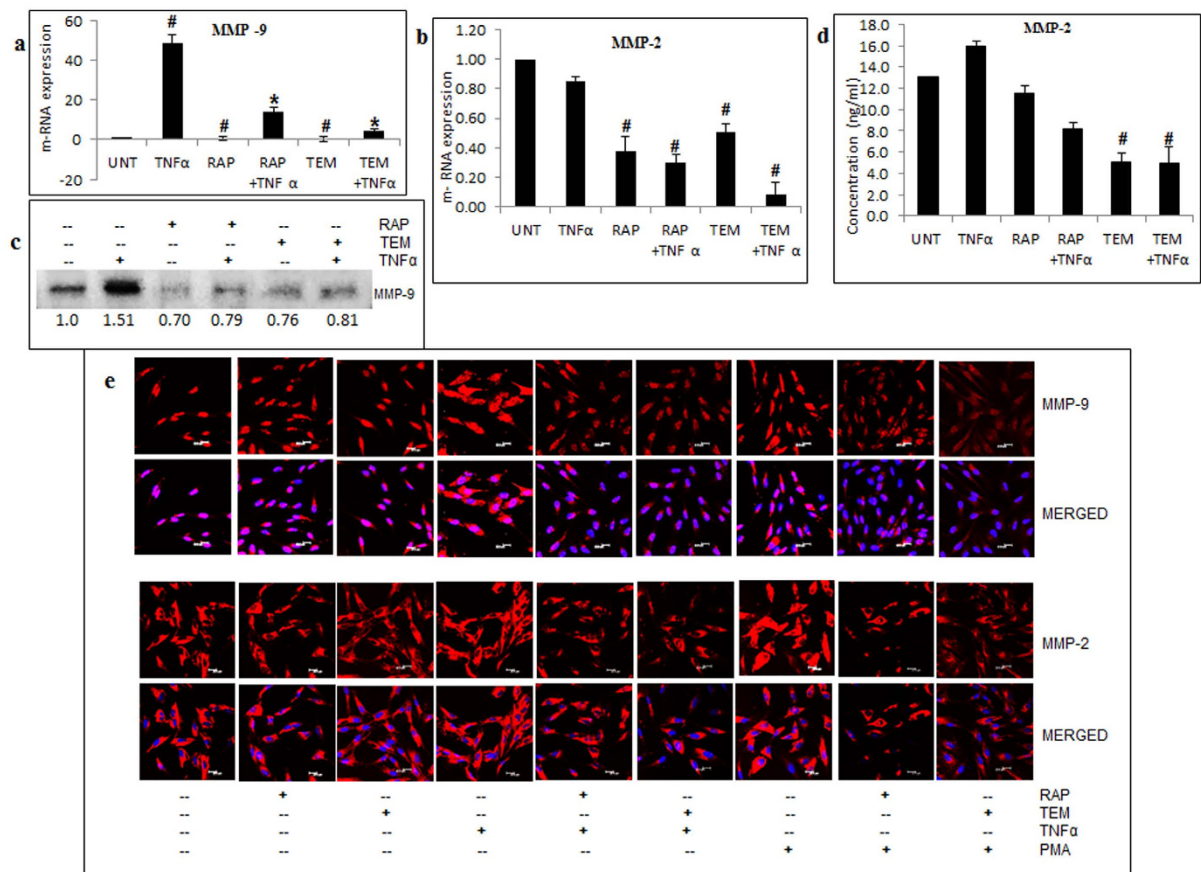 a
MMP -9
m-RNA expression
60
40
20
0
-20
#
#
*
#
*
UNT TNFα RAP RAP +TNF α TEM TEM +TNFα
b
MMP-2
m- RNA expression
1.20
1.00
0.80
0.60
0.40
0.20
0.00
#
#
#
#
UNT TNFα RAP RAP +TNF α TEM TEM +TNF α
d
MMP-2
Concentration (ng/ml)
16.0
14.0
12.0
10.0
8.0
6.0
4.0
2.0
0.0
#
#
UNT TNFα RAP RAP +TNFα TEM TEM +TNFα
c
-- -- + + -- -- RAP
-- -- -- -- + + TEM
-- + -- + -- + TNFα
MMP-9
1.0 1.51 0.70 0.79 0.76 0.81
e
MMP-9
MERGED
MMP-2
MERGED
-- + -- -- + -- -- + -- RAP
-- -- + -- -- + -- -- + TEM
-- -- -- + + + -- -- -- TNFα
-- -- -- -- -- -- + + + PMA